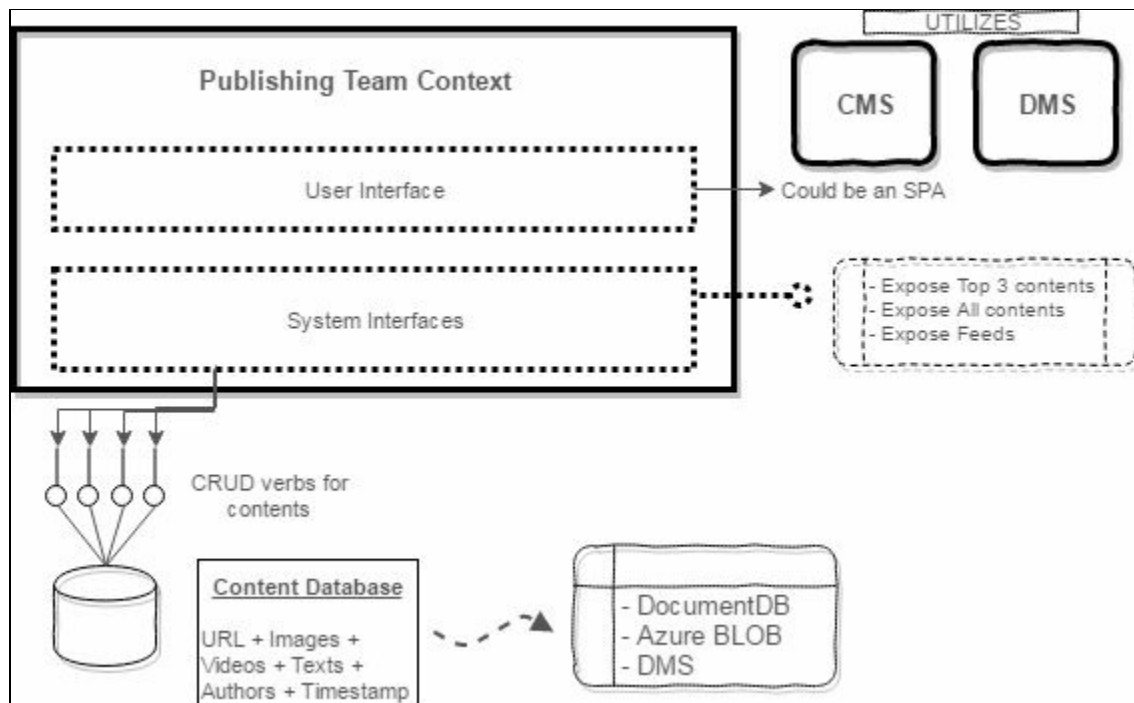 UTILIZES
Publishing Team Context
CMS
DMS
User Interface
Could be an SPA
System Interfaces
- Expose Top 3 contents
- Expose All contents
- Expose Feeds
CRUD verbs for
contents
Content Database
URL + Images +
Videos + Texts +
Authors + Timestamp
- DocumentDB
- Azure BLOB
- DMS